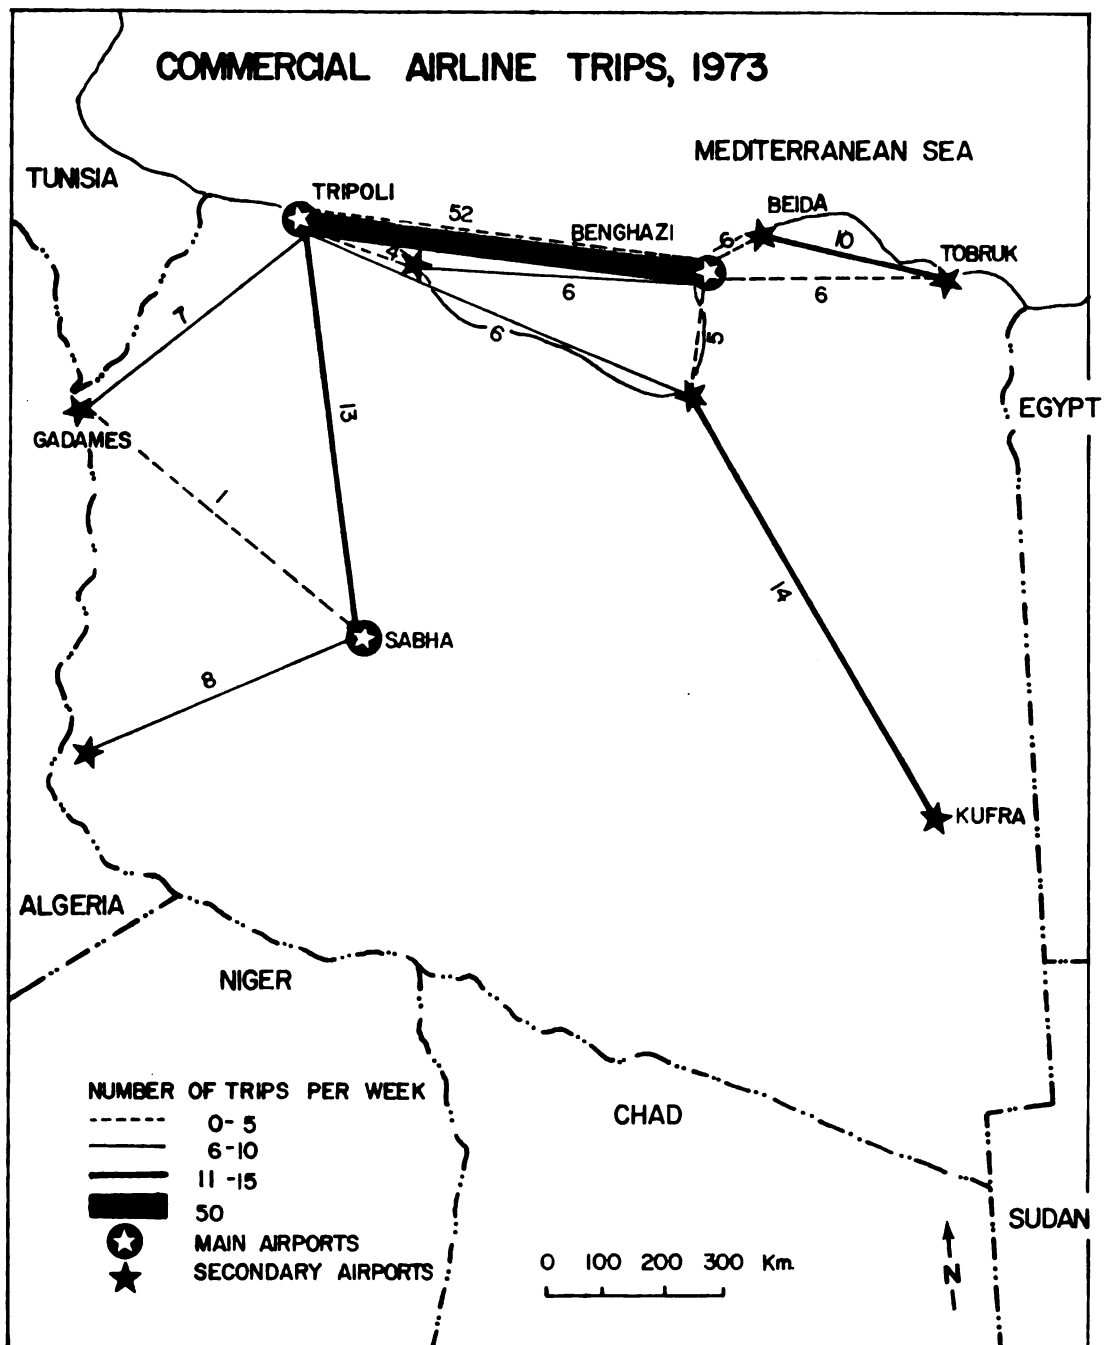 COMMERCIAL AIRLINE TRIPS, 1973
MEDITERRANEAN SEA
TUNISIA
TRIPOLI
BEIDA
52
BENGHAZI
6
10
TOBRUK
4
6
6
7
6
5
13
EGYPT
GADAMES
1
14
SABHA
8
KUFRA
ALGERIA
NIGER
CHAD
SUDAN
NUMBER OF TRIPS PER WEEK
0-5
6-10
11-15
50
MAIN AIRPORTS
SECONDARY AIRPORTS
0 100 200 300 Km.
N